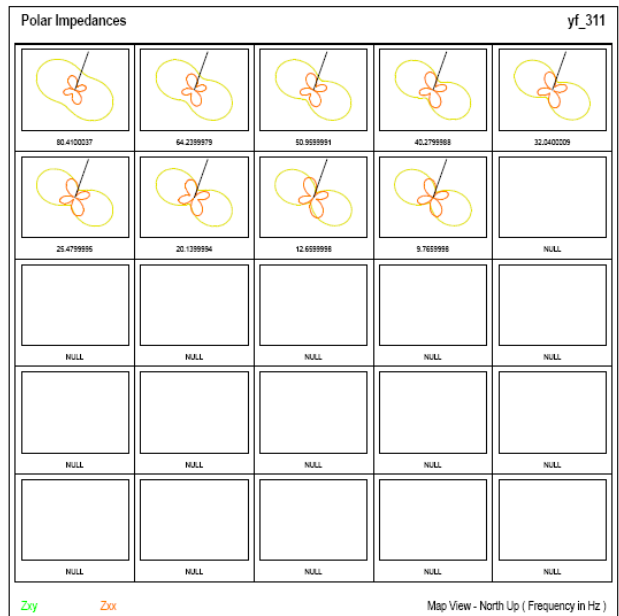 Polar Impedances yf_311
80.4100037 64.2399979 50.9599991 40.2799988 32.0400009
25.4799995 20.1399994 12.6599998 9.7659998 NULL
NULL NULL NULL NULL NULL
NULL NULL NULL NULL NULL
NULL NULL NULL NULL NULL
Zxy Zxx Map View - North Up ( Frequency in Hz )